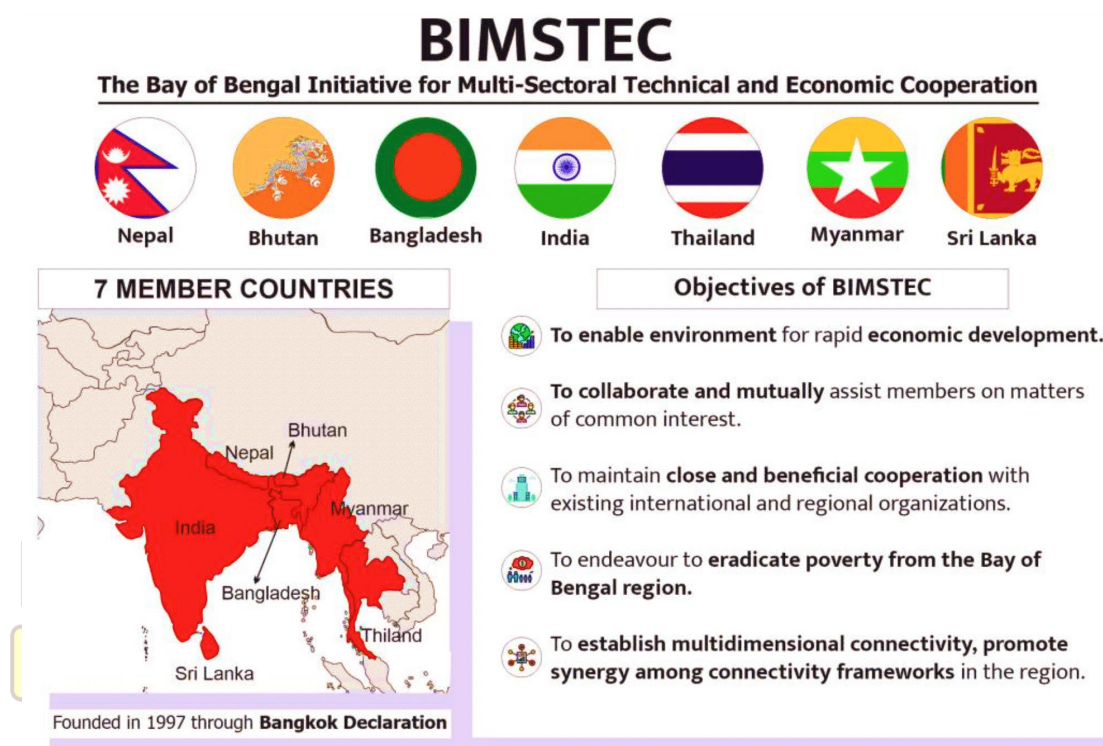 BIMSTEC
The Bay of Bengal Initiative for Multi-Sectoral Technical and Economic Cooperation
Nepal
Bhutan
Bangladesh
India
Thailand
Myanmar
Sri Lanka
7 MEMBER COUNTRIES
Bhutan
Nepal
Myanmar
India
Bangladesh
Thiland
Sri Lanka
Founded in 1997 through Bangkok Declaration
Objectives of BIMSTEC
To enable environment for rapid economic development.
To collaborate and mutually assist members on matters
of common interest.
To maintain close and beneficial cooperation with
existing international and regional organizations.
To endeavour to eradicate poverty from the Bay of
Bengal region.
To establish multidimensional connectivity, promote
synergy among connectivity frameworks in the region.